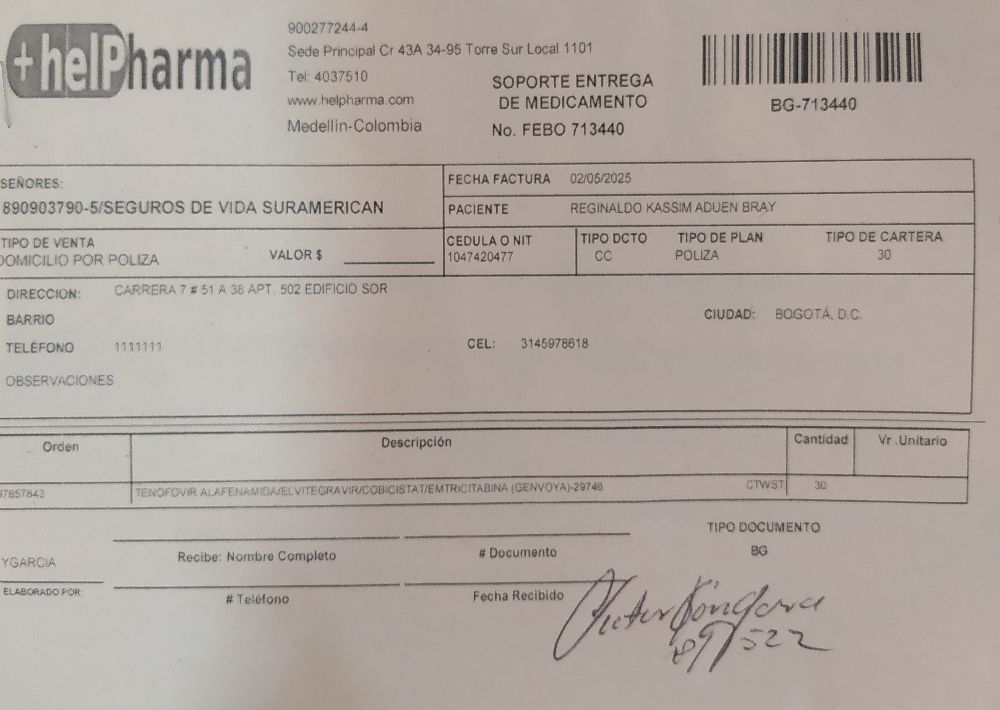 +helPharma
900277244-4
Sede Principal Cr 43A 34-95 Torre Sur Local 1101
Tel: 4037510
www.helpharma.com
Medellin-Colombia
SOPORTE ENTREGA
DE MEDICAMENTO
No. FEBO 713440
BG-713440
SEÑORES:
890903790-5/SEGUROS DE VIDA SURAMERICAN
FECHA FACTURA 02/05/2025
PACIENTE REGINALDO KASSIM ADUEN BRAY
TIPO DE VENTA
DOMICILIO POR POLIZA
VALOR $
CEDULA O NIT TIPO DCTO TIPO DE PLAN TIPO DE CARTERA
1047420477 CC POLIZA 30
DIRECCION: CARRERA 7 # 51 A 36 APT. 502 EDIFICIO SOR
BARRIO
CIUDAD: BOGOTÁ, D.C.
TELÉFONO 1111111
CEL: 3145978618
OBSERVACIONES
Orden Descripción Cantidad Vr .Unitario
97857843 TENOFOVIR ALAFENAMIDA/ELVITEGRAVIR/COBICISTAT/EMTRICITABINA (GENVOYA)-29746 CTWST 30
TIPO DOCUMENTO
BG
Recibe: Nombre Completo # Documento
YGARCIA
ELABORADO POR:
# Teléfono Fecha Recibido
522